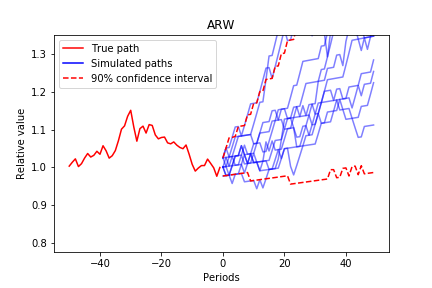 ARW
True path
Simulated paths
90% confidence interval
Relative value
1.3
1.2
1.1
1.0
0.9
0.8
−40
−20
0
20
40
Periods